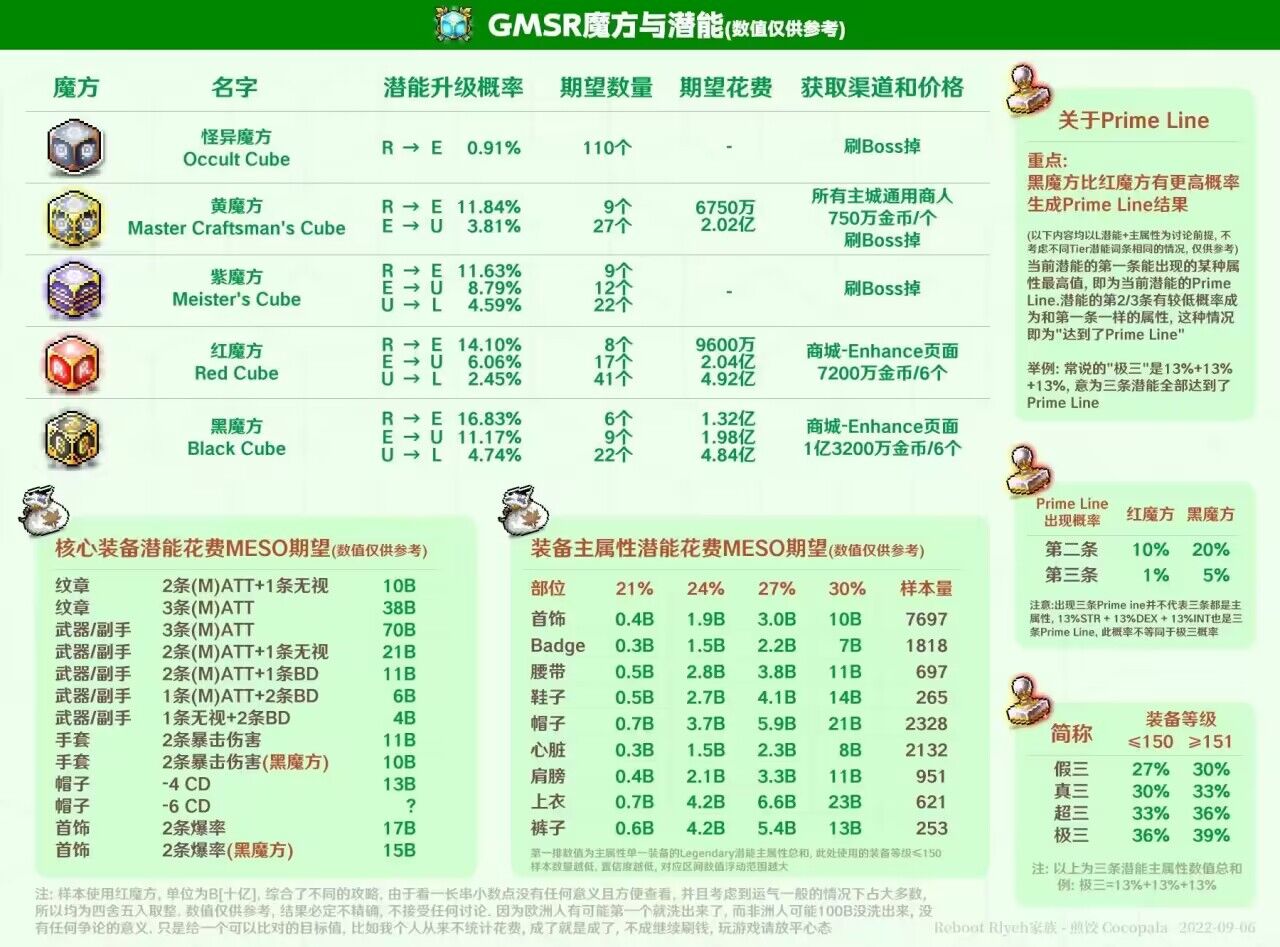 GMSR魔方与潜能(数值仅供参考)
魔方 名字 潜能升级概率 期望数量 期望花费 获取渠道和价格
怪异魔方
Occult Cube
R → E 0.91% 110个 - 刷Boss掉
黄魔方
Master Craftsman's Cube
R → E 11.84% 9个 6750万
E → U 3.81% 27个 2.02亿
所有主城通用商人
750万金币/个
刷Boss掉
紫魔方
Meister's Cube
R → E 11.63% 9个
E → U 8.79% 12个
U → L 4.59% 22个
-
刷Boss掉
红魔方
Red Cube
R → E 14.10% 8个 9600万
E → U 6.06% 17个 2.04亿
U → L 2.45% 41个 4.92亿
商城-Enhance页面
7200万金币/6个
黑魔方
Black Cube
R → E 16.83% 6个 1.32亿
E → U 11.17% 9个 1.98亿
U → L 4.74% 22个 4.84亿
商城-Enhance页面
1亿3200万金币/6个
核心装备潜能花费MESO期望(数值仅供参考)
纹章 2条(M)ATT+1条无视 10B
纹章 3条(M)ATT 38B
武器/副手 3条(M)ATT 70B
武器/副手 2条(M)ATT+1条无视 21B
武器/副手 2条(M)ATT+1条BD 11B
武器/副手 1条(M)ATT+2条BD 6B
武器/副手 1条无视+2条BD 4B
手套 2条暴击伤害 11B
手套 2条暴击伤害(黑魔方) 10B
帽子 -4 CD 13B
帽子 -6 CD ?
首饰 2条爆率 17B
首饰 2条爆率(黑魔方) 15B
装备主属性潜能花费MESO期望(数值仅供参考)
部位 21% 24% 27% 30% 样本量
首饰 0.4B 1.9B 3.0B 10B 7697
Badge 0.3B 1.5B 2.2B 7B 1818
腰带 0.5B 2.8B 3.8B 11B 697
鞋子 0.5B 2.7B 4.1B 14B 265
帽子 0.7B 3.7B 5.9B 21B 2328
心脏 0.3B 1.5B 2.3B 8B 2132
肩膀 0.4B 2.1B 3.3B 11B 951
上衣 0.7B 4.2B 6.6B 23B 621
裤子 0.6B 4.2B 5.4B 13B 253
第一排数值为主属性单一装备的Legendary潜能主属性总和, 此处使用的装备等级≤150
样本数量越低, 置信度越低, 对应区间数值浮动范围越大
关于Prime Line
重点:
黑魔方比红魔方有更高概率
生成Prime Line结果
(以下内容均以L潜能+主属性为讨论前提, 不
考虑不同Tier潜能词条相同的情况, 仅供参考)
当前潜能的第一条能出现的某种属
性最高值, 即为当前潜能的Prime
Line.潜能的第2/3条有较低概率成
为和第一条一样的属性, 这种情况
即为"达到了Prime Line"
举例: 常说的"极三"是13%+13%
+13%, 意为三条潜能全部达到了
Prime Line
Prime Line
出现概率 红魔方 黑魔方
第二条 10% 20%
第三条 1% 5%
注意:出现三条Prime ine并不代表三条都是主
属性, 13%STR + 13%DEX + 13%INT也是三
条Prime Line, 此概率不等同于极三概率
简称 装备等级
≤150 ≥151
假三 27% 30%
真三 30% 33%
超三 33% 36%
极三 36% 39%
注: 以上为三条潜能主属性数值总和
例: 极三=13%+13%+13%
注: 样本使用红魔方, 单位为B[十亿], 综合了不同的攻略, 由于看一长串小数点没有任何意义且方便查看, 并且考虑到运气一般的情况下占大多数,
所以均为四舍五入取整. 数值仅供参考, 结果必定不精确, 不接受任何讨论. 因为欧洲人有可能第一个就洗出来了, 而非洲人可能100B没洗出来, 没
有任何争论的意义. 只是给一个可以比对的目标值, 比如我个人从来不统计花费, 成了就是成了, 不成继续刷钱, 玩游戏请放平心态
Reboot Rlyeh家族 - 煎饺 Cocopala 2022-09-06